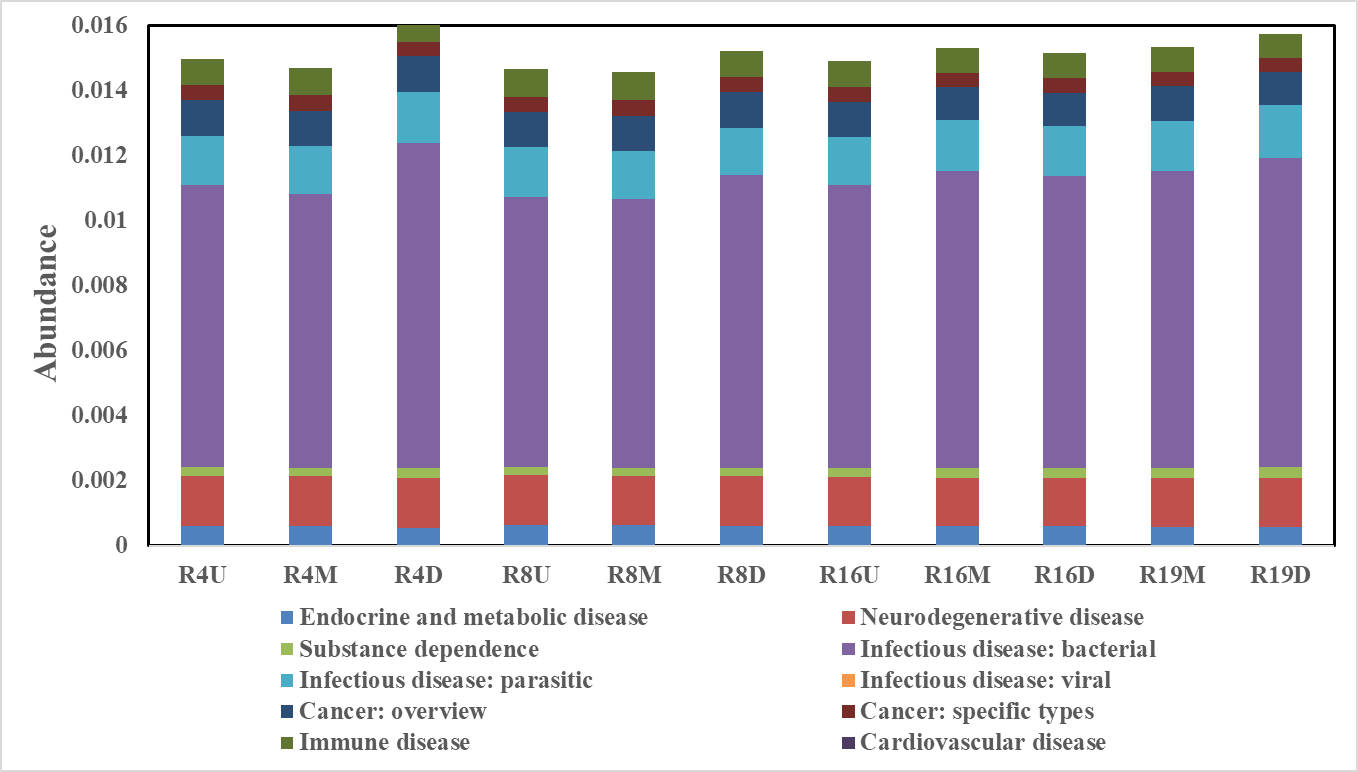 0.016
0.014
0.012
0.01
0.008
0.006
0.004
0.002
0
Abundance
R4U R4M R4D R8U R8M R8D R16U R16M R16D R19M R19D
Endocrine and metabolic disease Neurodegenerative disease
Substance dependence Infectious disease: bacterial
Infectious disease: parasitic Infectious disease: viral
Cancer: overview Cancer: specific types
Immune disease Cardiovascular disease